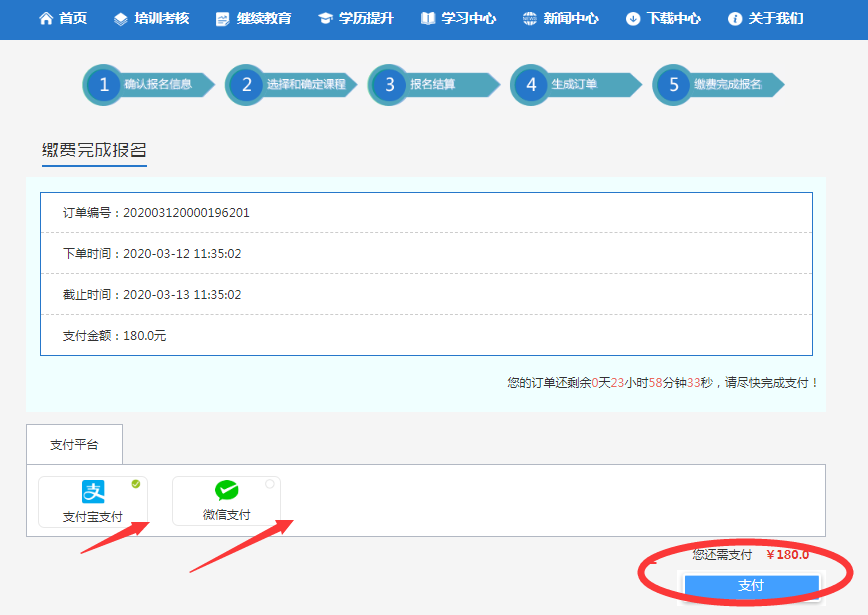 首页 培训考核 继续教育 学历提升 学习中心 新闻中心 下载中心 关于我们
1 确认报名信息 2 选择和确定课程 3 报名结算 4 生成订单 5 缴费完成报名
缴费完成报名
订单编号：202003120000196201
下单时间：2020-03-12 11:35:02
截止时间：2020-03-13 11:35:02
支付金额：180.0元
您的订单还剩余0天23小时58分钟33秒，请尽快完成支付！
支付平台
支付宝支付 微信支付
您还需支付 ￥180.0
支付